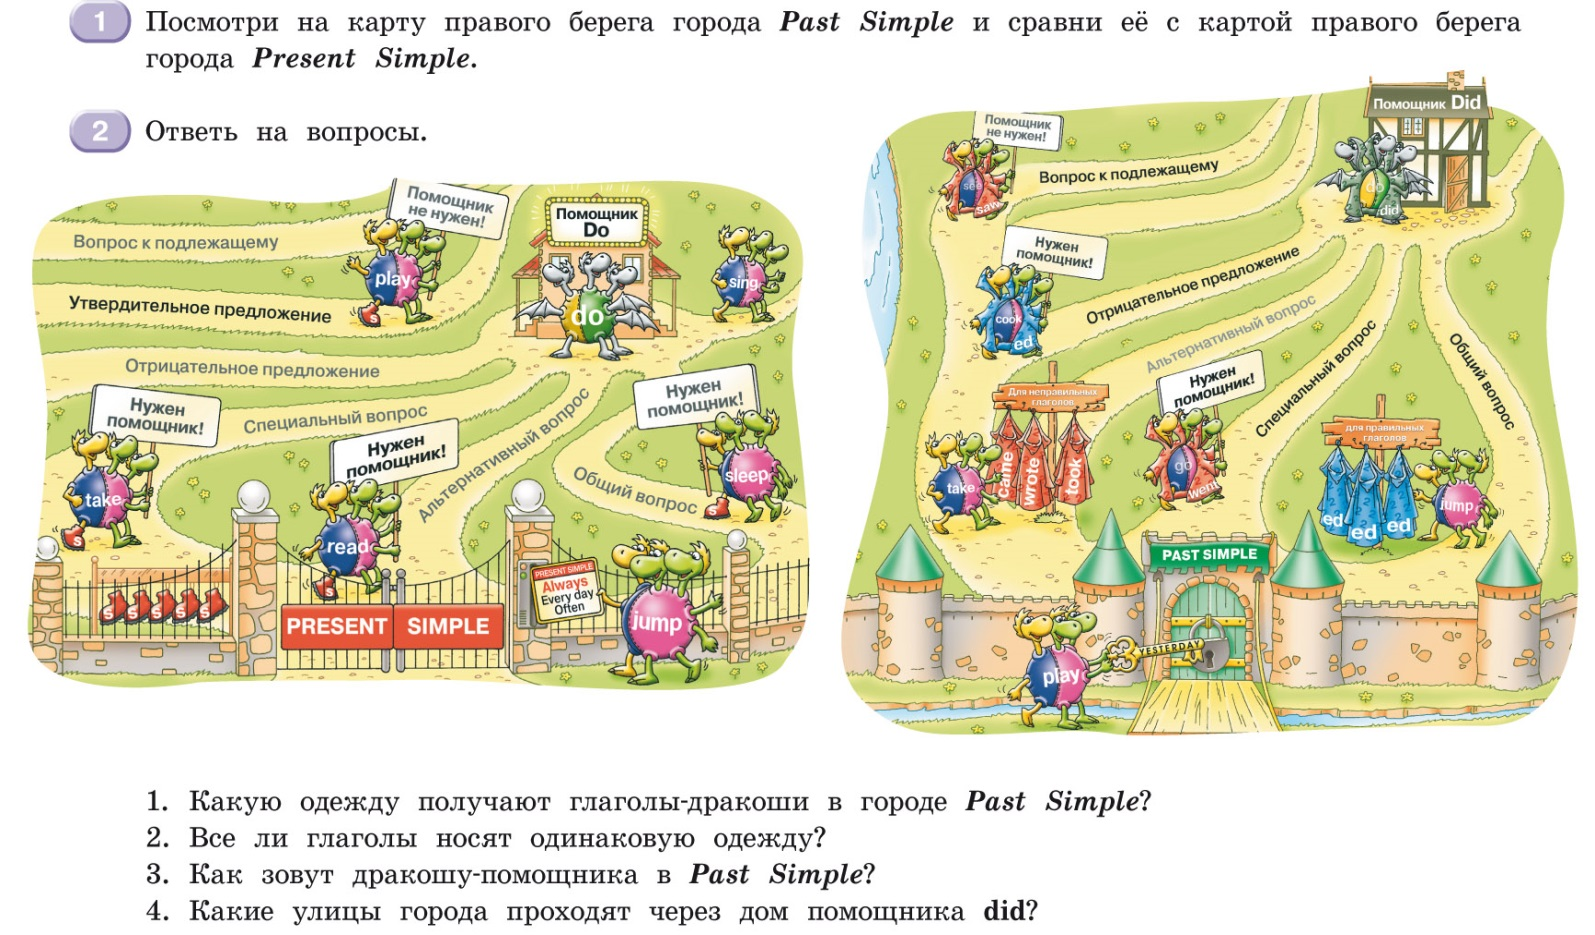 1 Посмотри на карту правого берега города Past Simple и сравни её с картой правого берега
города Present Simple.
2 Ответь на вопросы.
Помощник
не нужен!
Помощник
Do
Вопрос к подлежащему
play
s
do
sing
Утвердительное предложение
Отрицательное предложение
Нужен
помощник!
Специальный вопрос
Нужен
помощник!
Альтернативный вопрос
Нужен
помощник!
Общий вопрос
take
s
read
s
sleep
s
s s s s s
PRESENT SIMPLE
PRESENT SIMPLE
Always
Every day
Often
jump
Помощник Did
Помощник
не нужен!
see
saw
Вопрос к подлежащему
do
did
Нужен
помощник!
cook
ed
Отрицательное предложение
Альтернативный вопрос
Специальный вопрос
Общий вопрос
Для неправильных
глаголов
Нужен
помощник!
для правильных
глаголов
take
came
wrote
took
go
went
ed ed ed
jump
PAST SIMPLE
play
YESTERDAY
1. Какую одежду получают глаголы-дракоши в городе Past Simple?
2. Все ли глаголы носят одинаковую одежду?
3. Как зовут дракошу-помощника в Past Simple?
4. Какие улицы города проходят через дом помощника did?